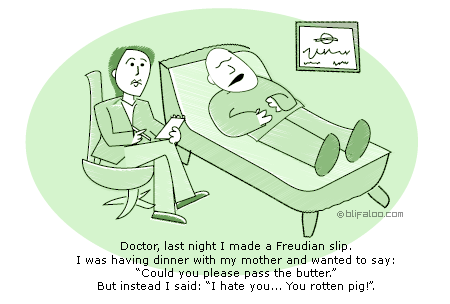 © blifaloo.com
Doctor, last night I made a Freudian slip.
I was having dinner with my mother and wanted to say:
“Could you please pass the butter.”
But instead I said: “I hate you... You rotten pig!”.